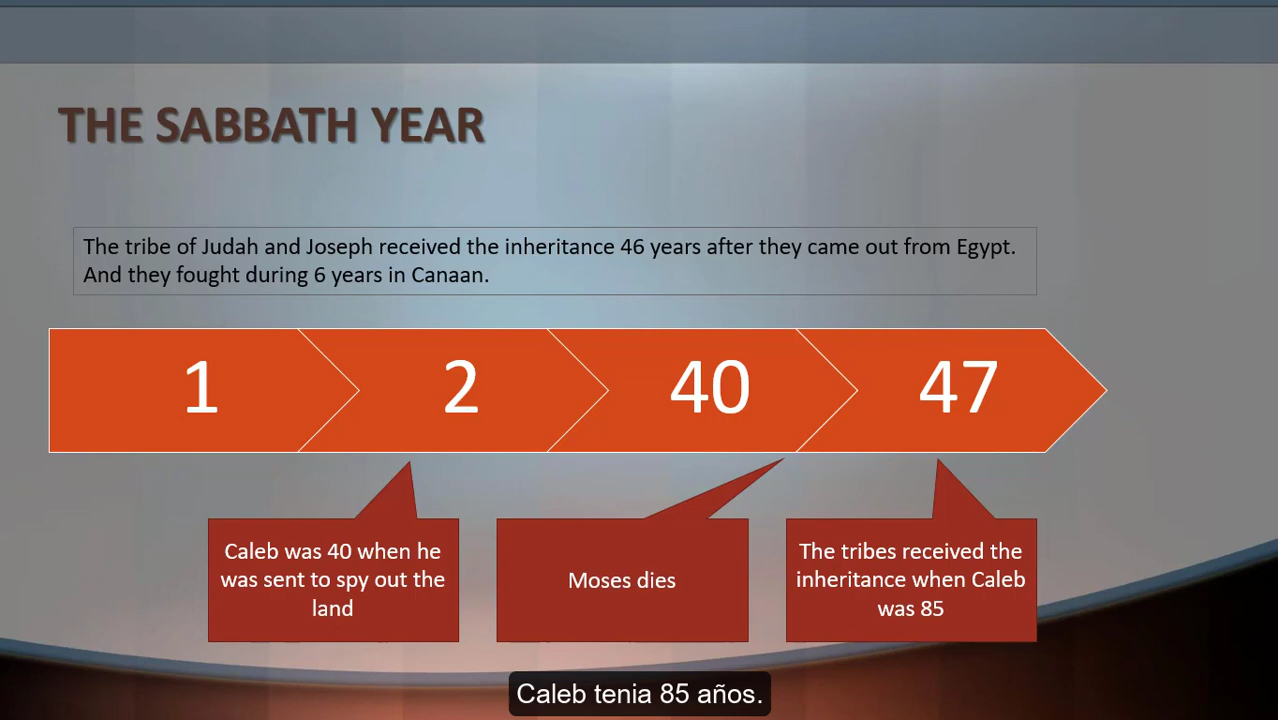 THE SABBATH YEAR
The tribe of Judah and Joseph received the inheritance 46 years after they came out from Egypt.
And they fought during 6 years in Canaan.
1
2
40
47
Caleb was 40 when he
was sent to spy out the
land
Moses dies
The tribes received the
inheritance when Caleb
was 85
Caleb tenia 85 años.